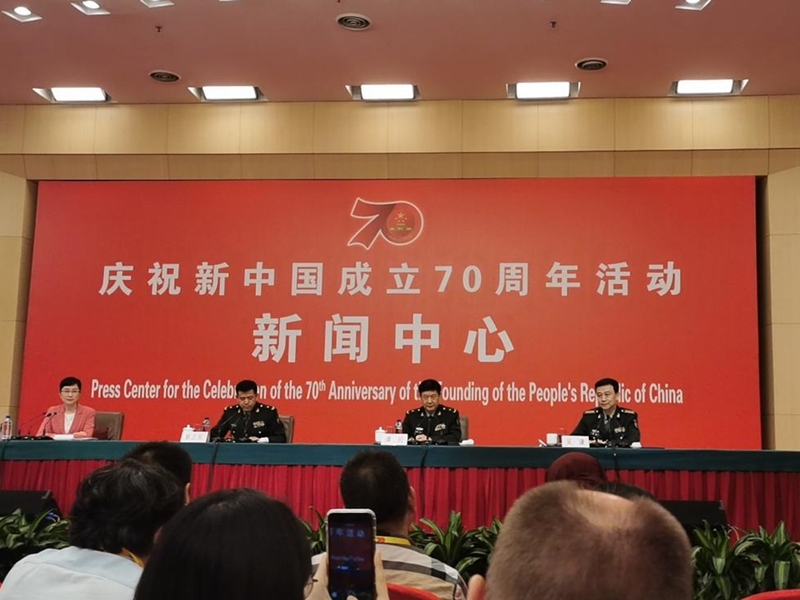 70
庆祝新中国成立70周年活动
新闻中心
Press Center for the Celebration of the 70th Anniversary of the Founding of the People's Republic of China